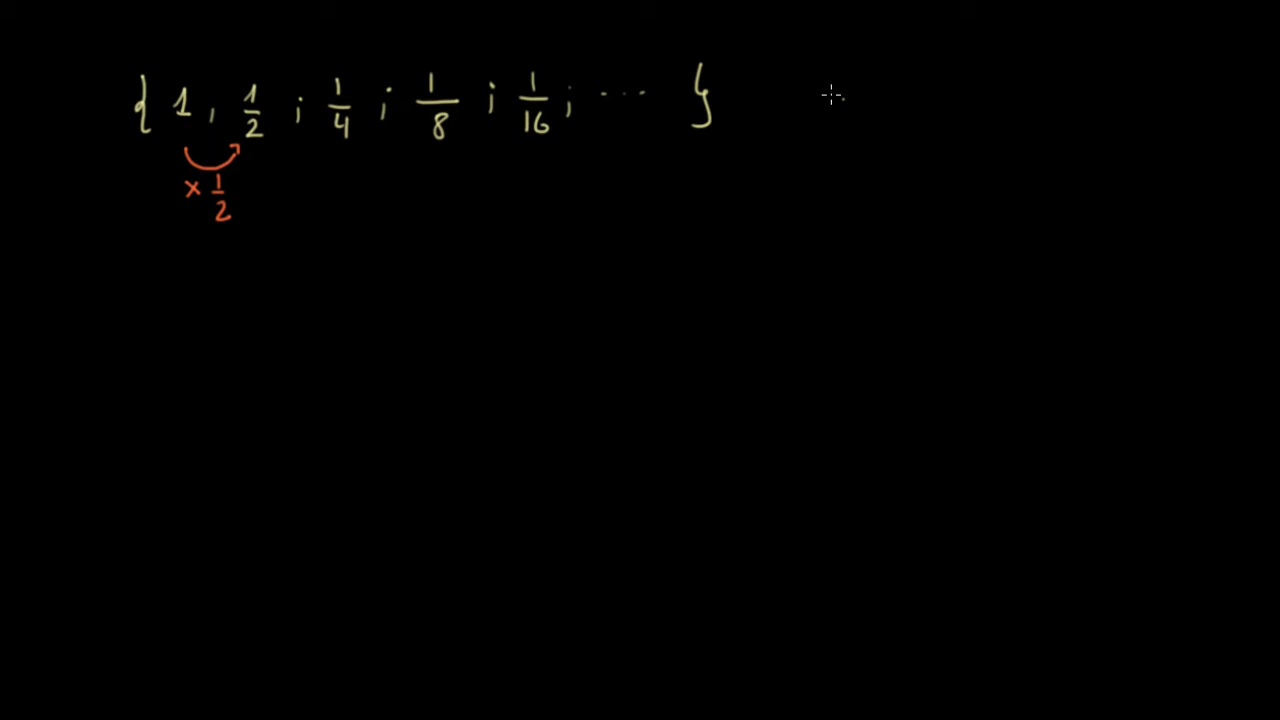 { 1, 1/2 ; 1/4 ; 1/8 ; 1/16 ; ... }
× 1/2